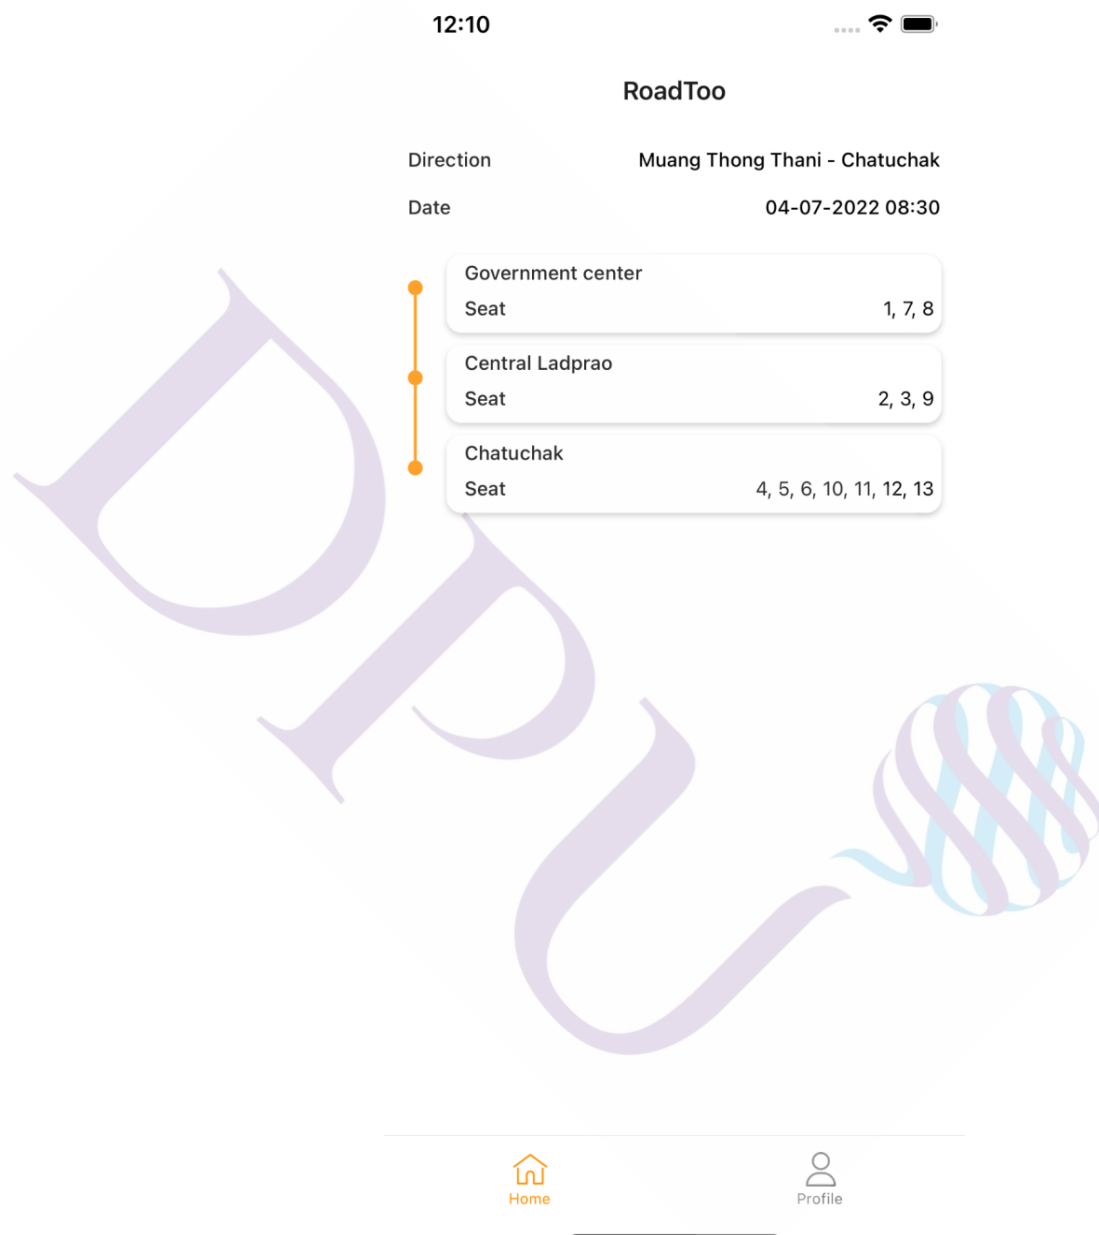 12:10
RoadToo
Direction Muang Thong Thani - Chatuchak
Date 04-07-2022 08:30
Government center
Seat 1, 7, 8
Central Ladprao
Seat 2, 3, 9
Chatuchak
Seat 4, 5, 6, 10, 11, 12, 13
DPU
Home Profile